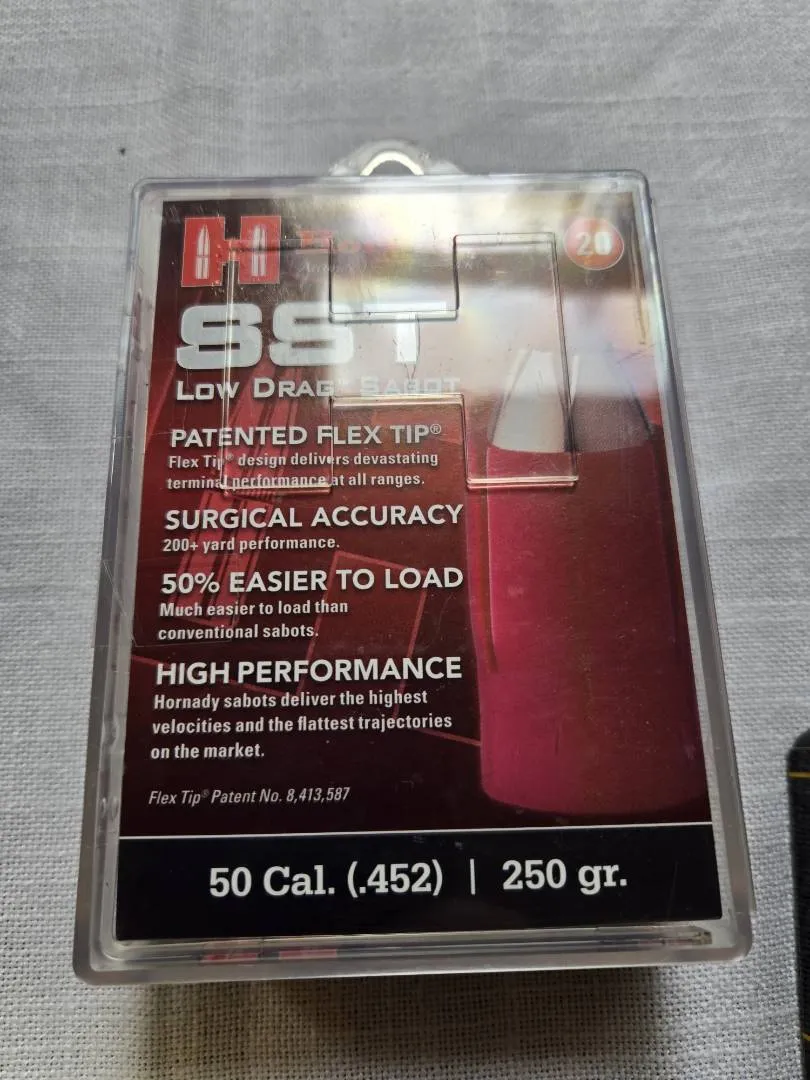 H
20
SST
LOW DRAG™ SABOT
PATENTED FLEX TIP®
Flex Tip® design delivers devastating
terminal performance at all ranges.
SURGICAL ACCURACY
200+ yard performance.
50% EASIER TO LOAD
Much easier to load than
conventional sabots.
HIGH PERFORMANCE
Hornady sabots deliver the highest
velocities and the flattest trajectories
on the market.
Flex Tip® Patent No. 8,413,587
50 Cal. (.452) | 250 gr.